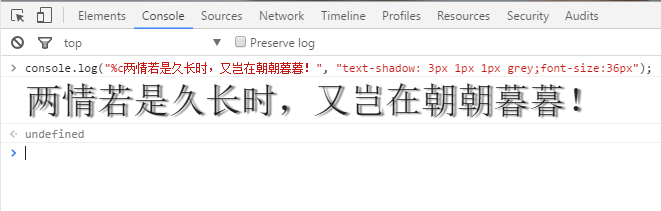 Elements Console Sources Network Timeline Profiles Resources Security Audits
top Preserve log
console.log("%c两情若是久长时，又岂在朝朝暮暮！", "text-shadow: 3px 1px 1px grey;font-size:36px");
两情若是久长时，又岂在朝朝暮暮！
undefined